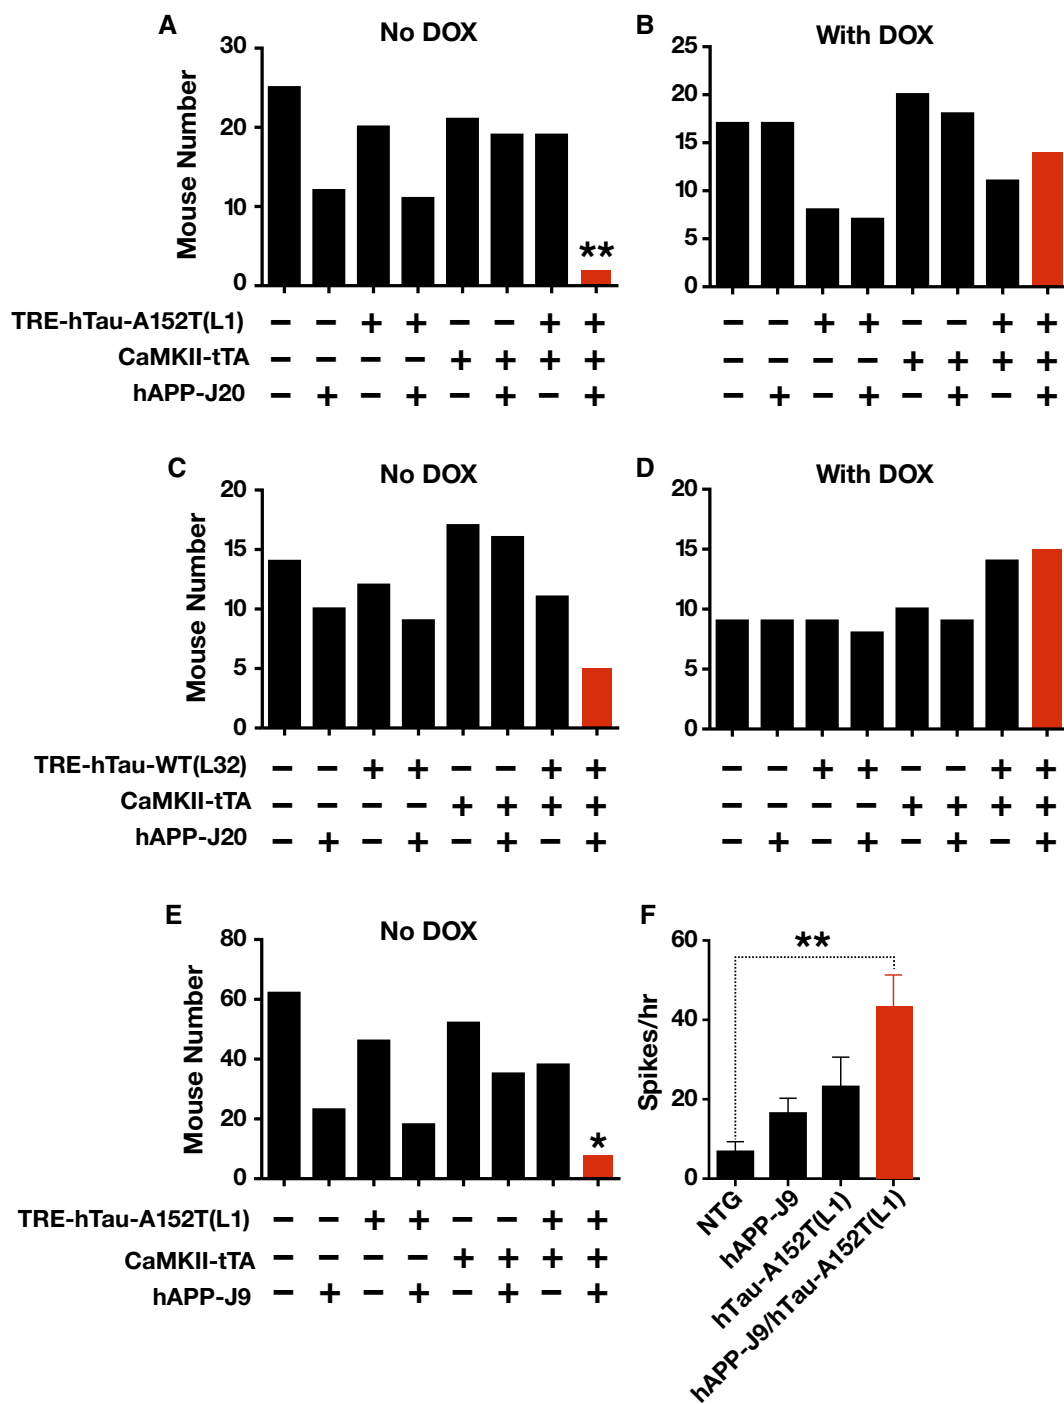 A
No DOX
Mouse Number
30
20
10
0
**
TRE-hTau-A152T(L1) − − + + − − + +
CaMKII-tTA − − − − + + + +
hAPP-J20 − + − + − + − +
B
With DOX
25
20
15
10
5
0
− − + + − − + +
− − − − + + + +
− + − + − + − +
C
No DOX
Mouse Number
20
15
10
5
0
TRE-hTau-WT(L32) − − + + − − + +
CaMKII-tTA − − − − + + + +
hAPP-J20 − + − + − + − +
D
With DOX
20
15
10
5
0
− − + + − − + +
− − − − + + + +
− + − + − + − +
E
No DOX
Mouse Number
80
60
40
20
0
*
TRE-hTau-A152T(L1) − − + + − − + +
CaMKII-tTA − − − − + + + +
hAPP-J9 − + − + − + − +
F
Spikes/hr
60
40
20
0
**
NTG
hAPP-J9
hTau-A152T(L1)
hAPP-J9/hTau-A152T(L1)